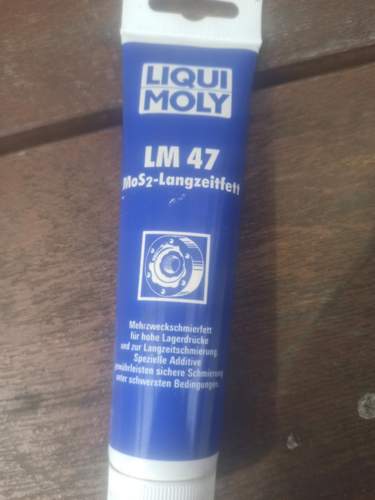 LIQUI
MOLY
LM 47
MoS2-Langzeitfett
Mehrzweckschmierfett
für hohe Lagerdrücke
und zur Langzeitschmierung
Spezielle Additive
gewährleisten sichere Schmierung
unter schwersten Bedingungen